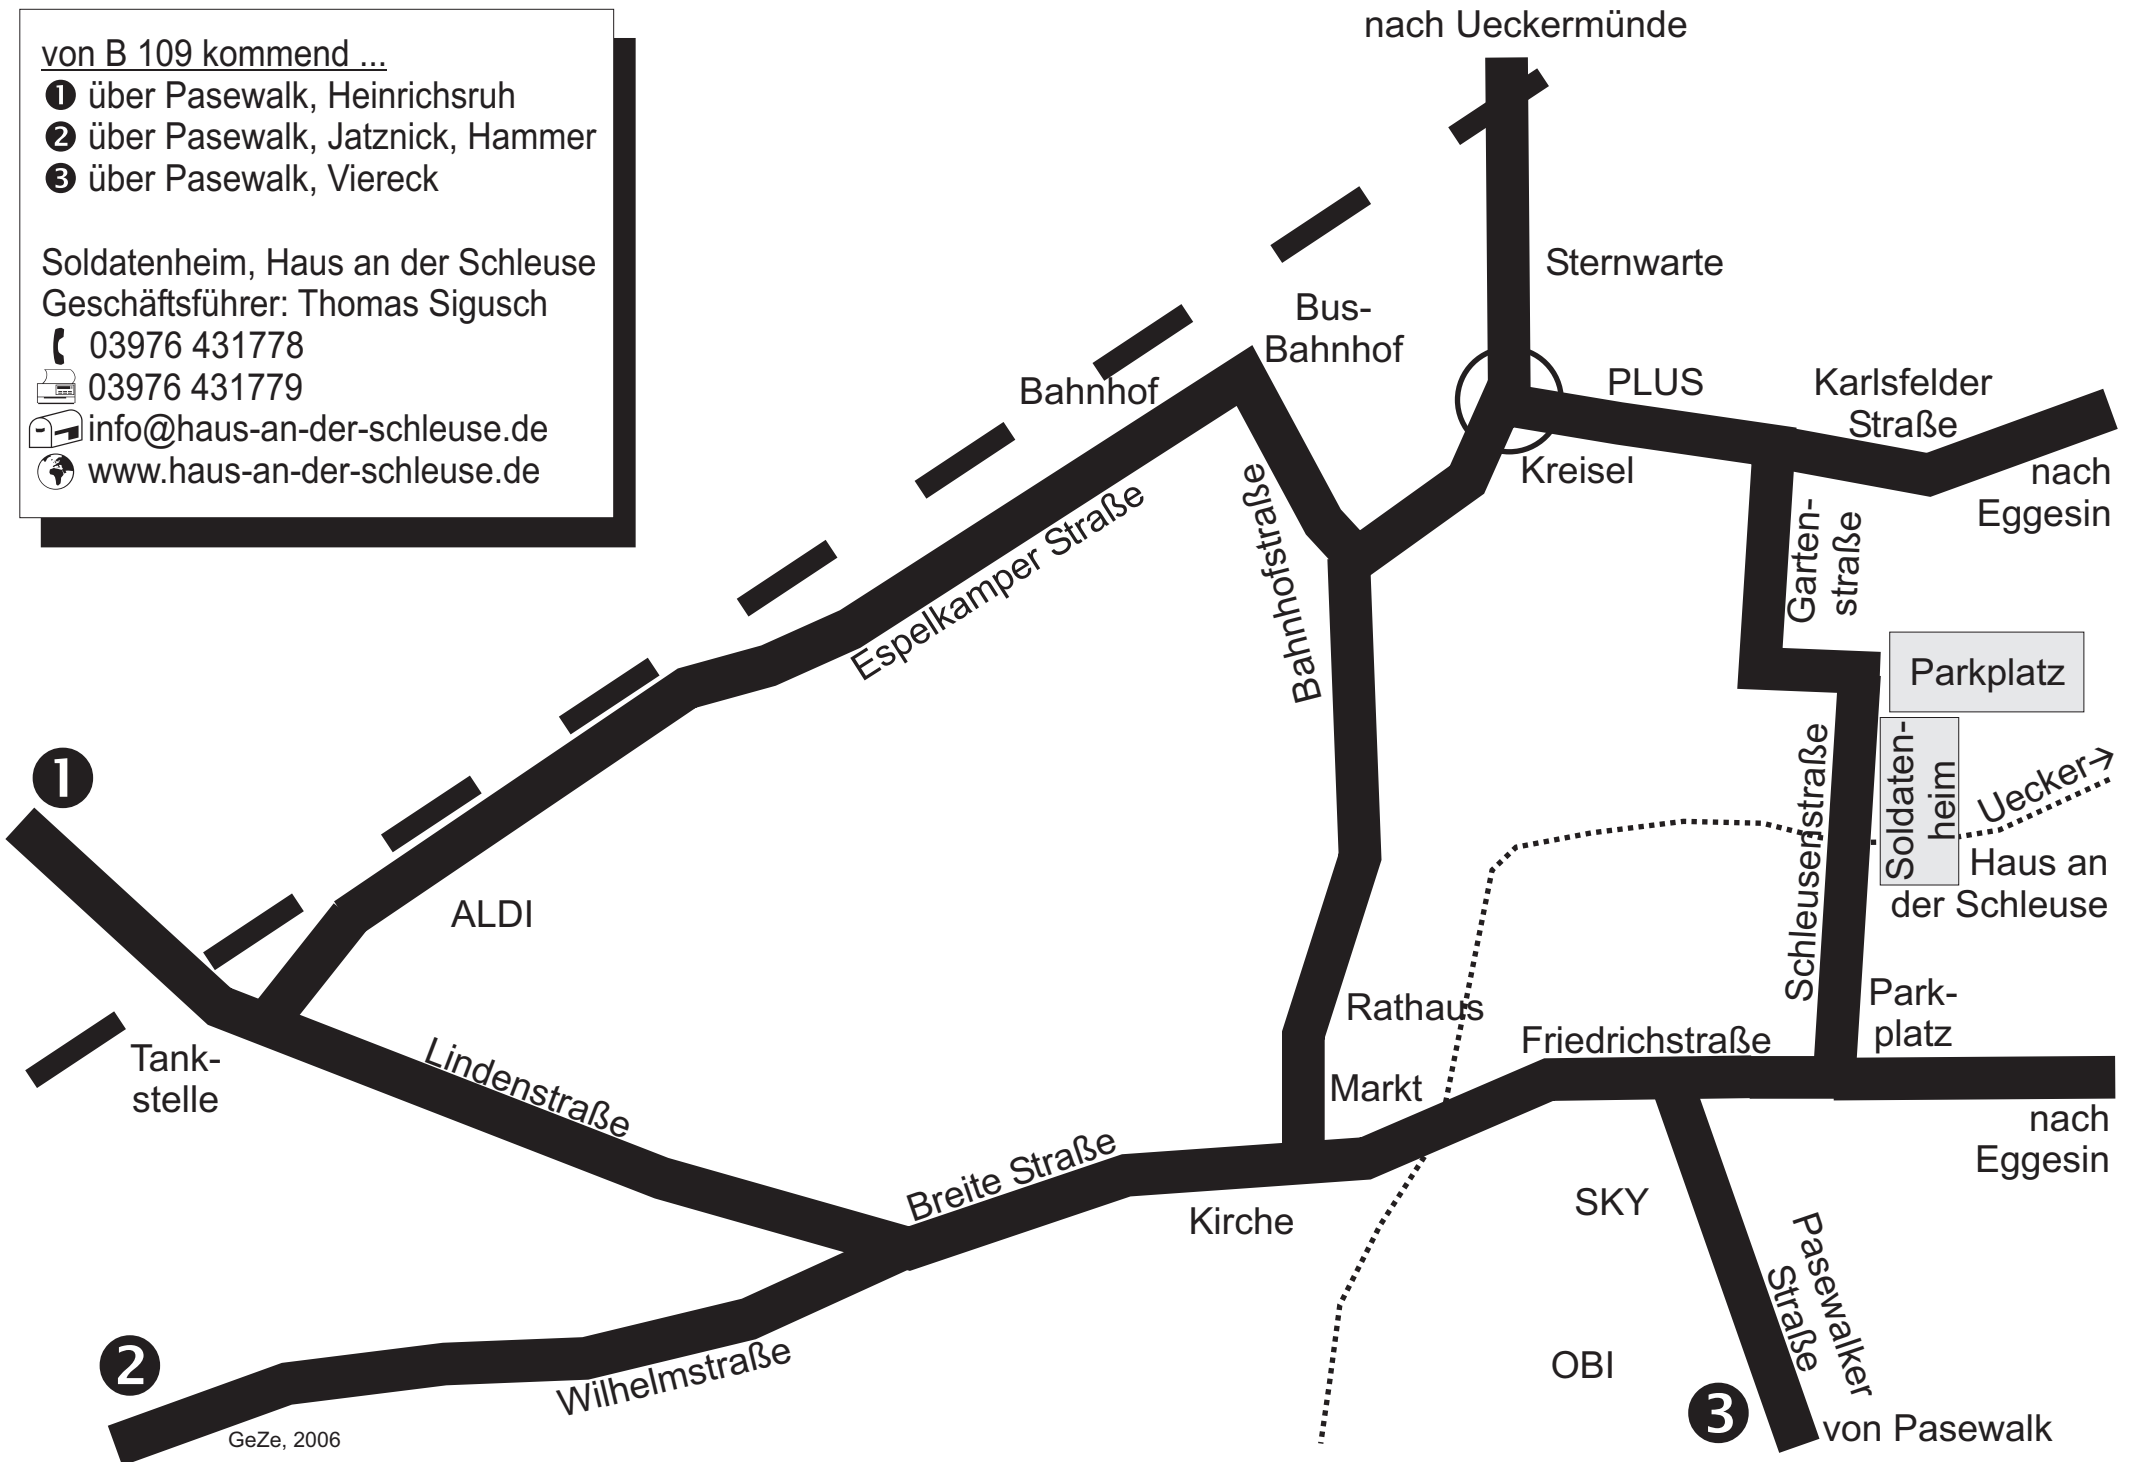 von B 109 kommend ...
❶ über Pasewalk, Heinrichsruh
❷ über Pasewalk, Jatznick, Hammer
❸ über Pasewalk, Viereck
Soldatenheim, Haus an der Schleuse
Geschäftsführer: Thomas Sigusch
03976 431778
03976 431779
info@haus-an-der-schleuse.de
www.haus-an-der-schleuse.de
nach Ueckermünde
Sternwarte
Bus-
Bahnhof
Bahnhof
PLUS
Karlsfelder
Straße
Kreisel
nach
Eggesin
Espelkamper Straße
Bahnhofstraße
Garten-
straße
Parkplatz
Soldaten-
heim
Schleusenstraße
Uecker
Haus an
der Schleuse
❶
ALDI
Tank-
stelle
Lindenstraße
Rathaus
Markt
Friedrichstraße
Park-
platz
nach
Eggesin
Breite Straße
Kirche
SKY
Pasewalker
Straße
OBI
❷
Wilhelmstraße
❸
von Pasewalk
GeZe, 2006